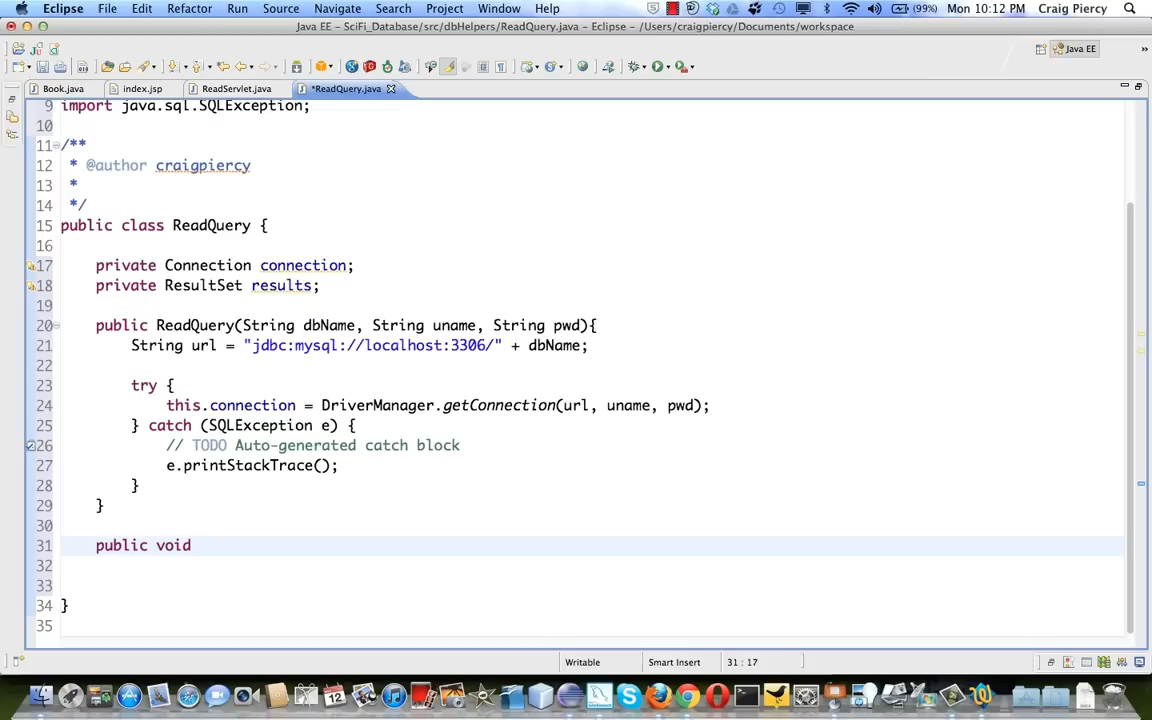 Eclipse File Edit Refactor Run Source Navigate Search Project Window Help (99%) Mon 10:12 PM Craig Piercy
Java EE – SciFi_Database/src/dbHelpers/ReadQuery.java – Eclipse – /Users/craigpiercy/Documents/workspace
Java EE
Book.java index.jsp ReadServlet.java *ReadQuery.java
9 import java.sql.SQLException;
10
11 /**
12 * @author craigpiercy
13 *
14 */
15 public class ReadQuery {
16
17 private Connection connection;
18 private ResultSet results;
19
20 public ReadQuery(String dbName, String uname, String pwd){
21 String url = "jdbc:mysql://localhost:3306/" + dbName;
22
23 try {
24 this.connection = DriverManager.getConnection(url, uname, pwd);
25 } catch (SQLException e) {
26 // TODO Auto-generated catch block
27 e.printStackTrace();
28 }
29 }
30
31 public void
32
33
34 }
35
Writable Smart Insert 31 : 17